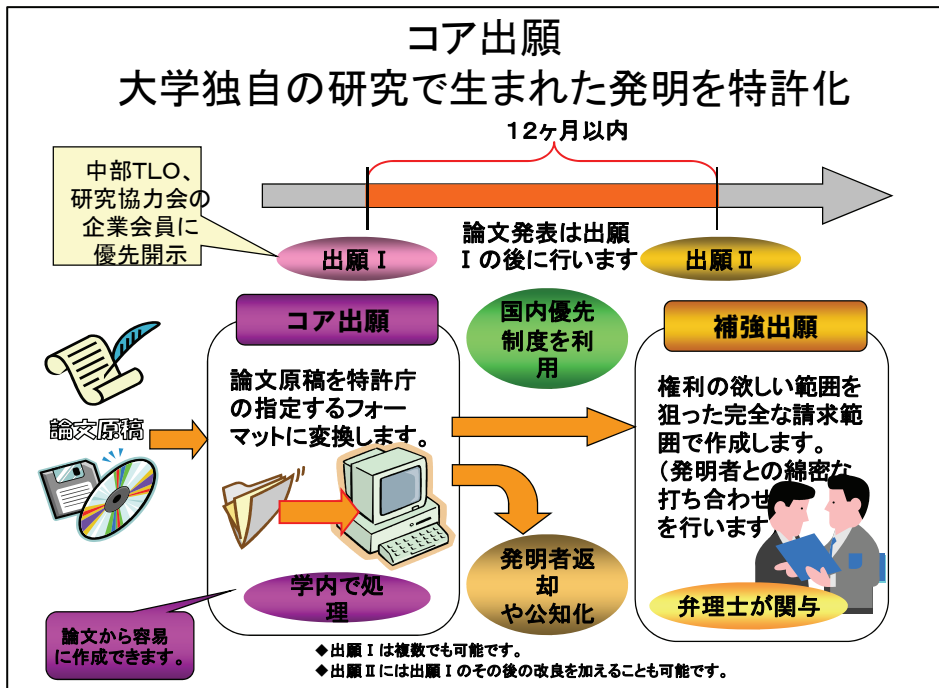 コア出願
大学独自の研究で生まれた発明を特許化
12ヶ月以内
中部TLO、
研究協力会の
企業会員に
優先開示
出願Ⅰ
論文発表は出願
Ⅰの後に行います
出願Ⅱ
コア出願
国内優先
制度を利
用
補強出願
論文原稿
論文原稿を特許庁
の指定するフォー
マットに変換します。
権利の欲しい範囲を
狙った完全な請求範
囲で作成します。
(発明者との綿密な
打ち合わせ
を行います
学内で処
理
発明者返
却
や公知化
弁理士が関与
論文から容易
に作成できます。
◆出願Ⅰは複数でも可能です。
◆出願Ⅱには出願Ⅰのその後の改良を加えることも可能です。